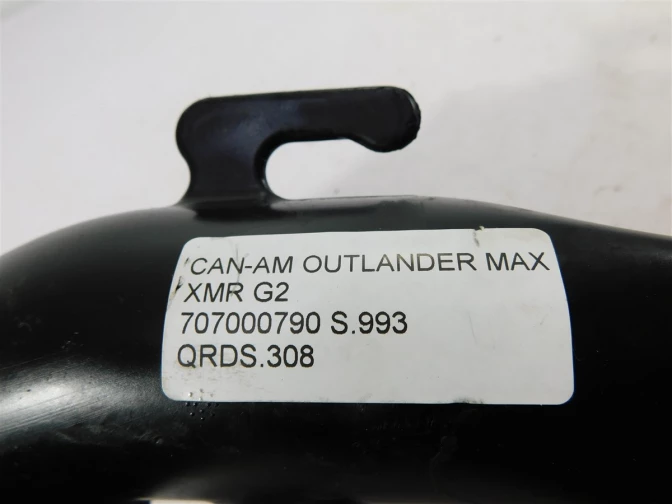 CAN-AM OUTLANDER MAX
XMR G2
707000790 S.993
QRDS.308